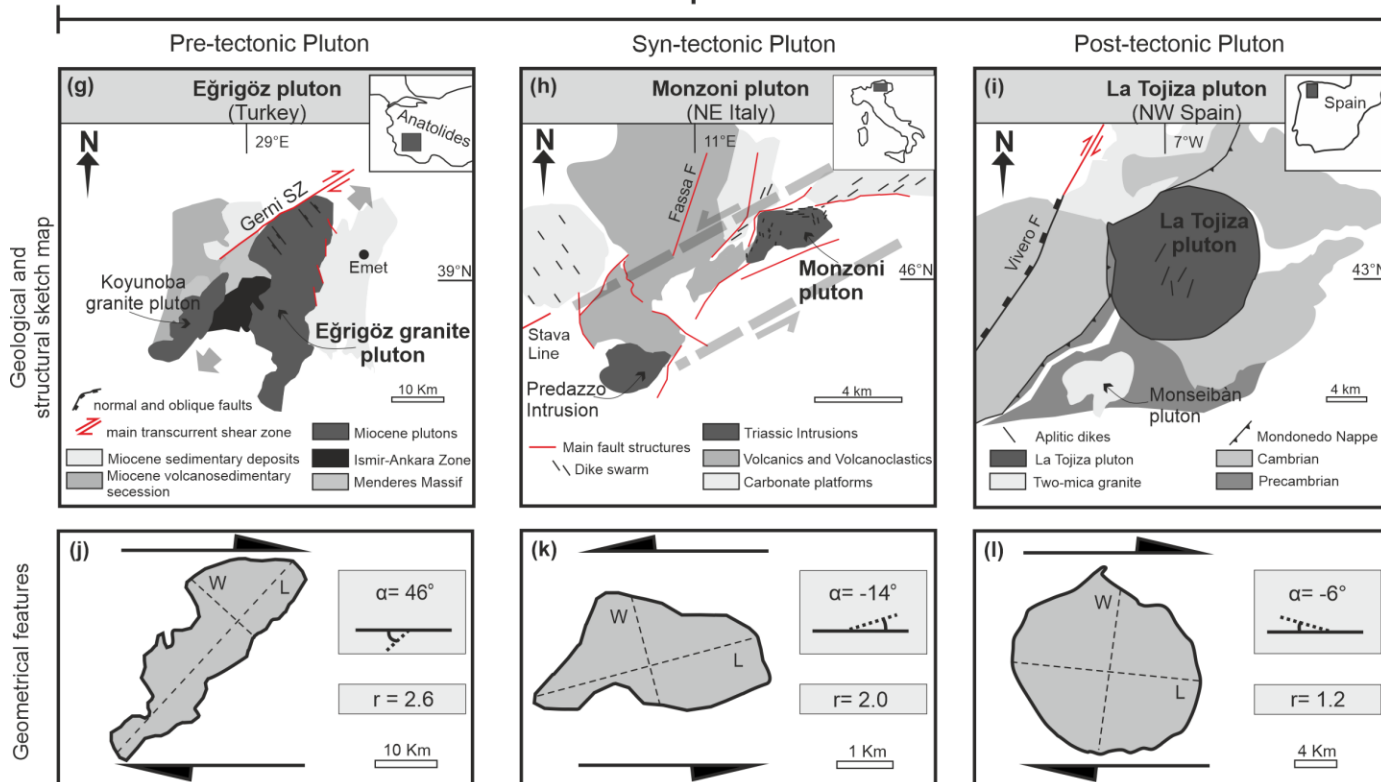 Pre-tectonic Pluton
Syn-tectonic Pluton
Post-tectonic Pluton
Geological and
structural sketch map
(g)
Eğrigöz pluton
(Turkey)
Anatolides
N
29°E
Gerni SZ
Emet
39°N
Koyunoba
granite pluton
Eğrigöz granite
pluton
10 Km
normal and oblique faults
main transcurrent shear zone
Miocene plutons
Miocene sedimentary deposits
Ismir-Ankara Zone
Miocene volcanosedimentary
secession
Menderes Massif
(h)
Monzoni pluton
(NE Italy)
N
11°E
Fassa F
46°N
Monzoni
pluton
Stava
Line
Predazzo
Intrusion
4 km
Main fault structures
Triassic Intrusions
Dike swarm
Volcanics and Volcanoclastics
Carbonate platforms
(i)
La Tojiza pluton
(NW Spain)
Spain
N
7°W
Vivero F
La Tojiza
pluton
43°N
Monseibàn
pluton
4 km
Aplitic dikes
Mondonedo Nappe
La Tojiza pluton
Cambrian
Two-mica granite
Precambrian
Geometrical features
(j)
W
L
α= 46°
r = 2.6
10 Km
(k)
W
L
α= -14°
r= 2.0
1 Km
(l)
W
L
α= -6°
r= 1.2
4 Km